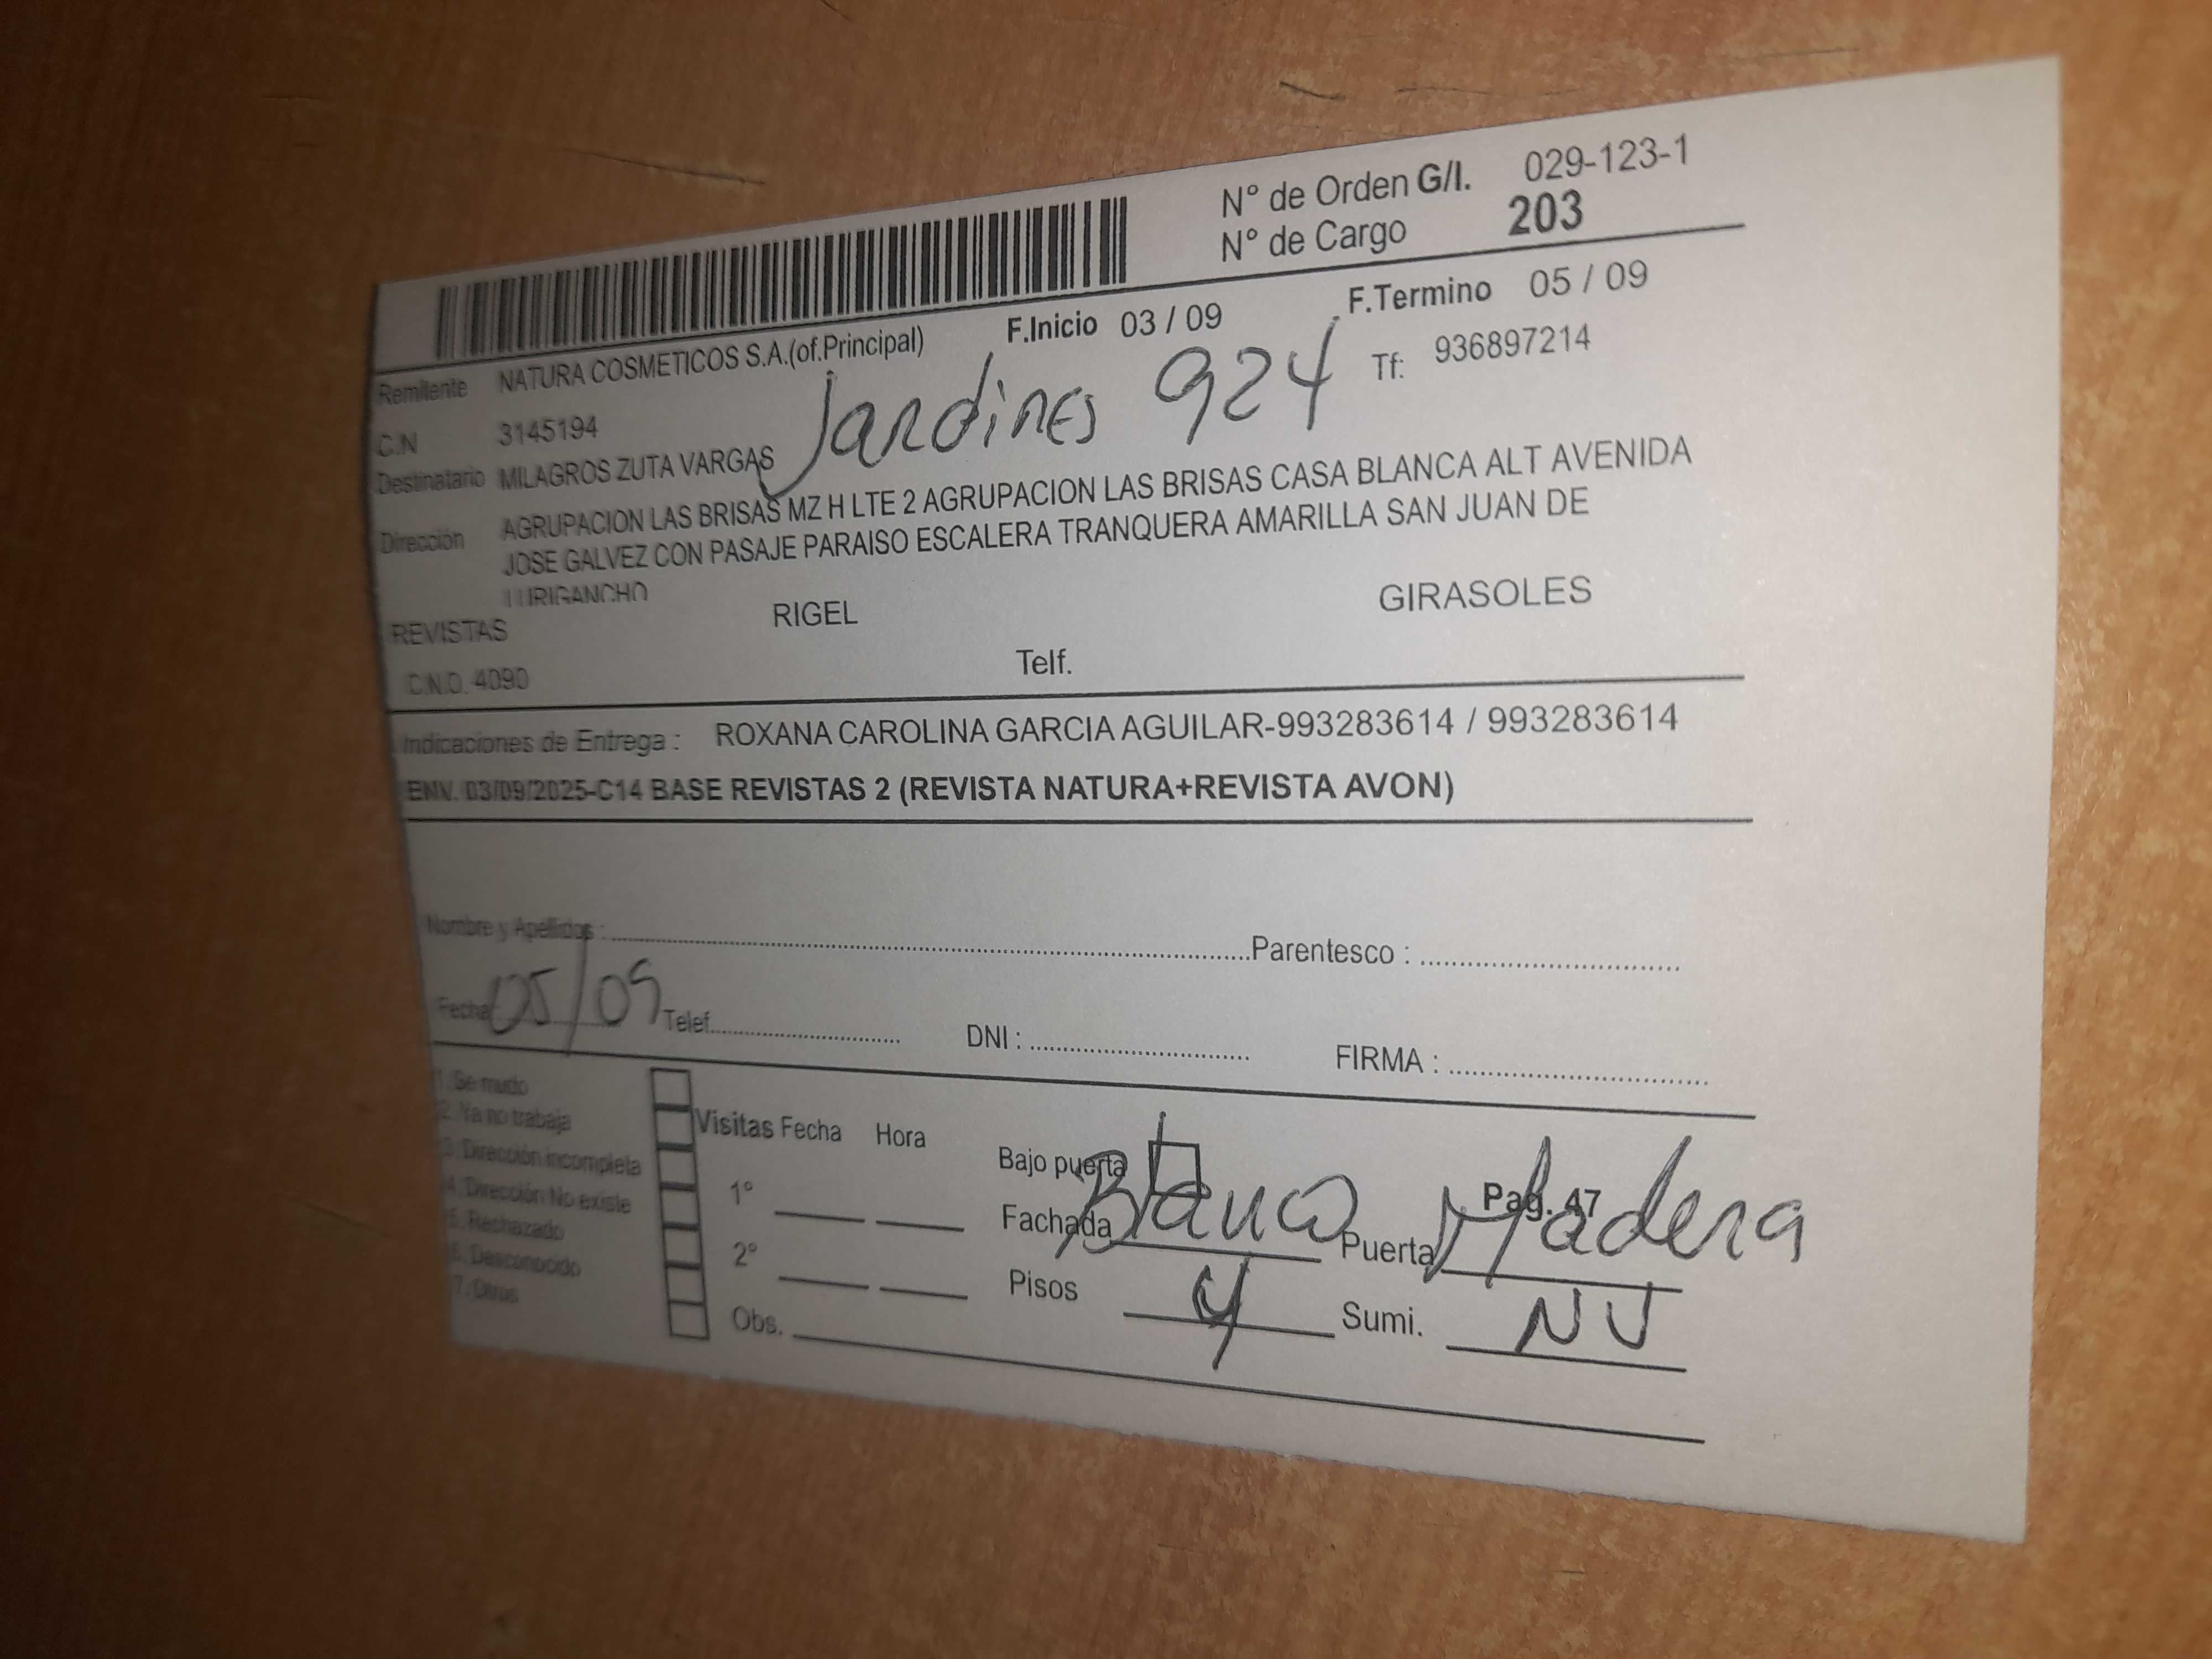 N° de Orden G/I. 029-123-1
N° de Cargo 203
F.Inicio 03 / 09 F.Termino 05 / 09
Remitente NATURA COSMETICOS S.A.(of.Principal)
Tf: 936897214
C.N 3145194
Jardines 924
Destinatario MILAGROS ZUTA VARGAS
Dirección AGRUPACION LAS BRISAS MZ H LTE 2 AGRUPACION LAS BRISAS CASA BLANCA ALT AVENIDA
JOSE GALVEZ CON PASAJE PARAISO ESCALERA TRANQUERA AMARILLA SAN JUAN DE
LURIGANCHO
REVISTAS RIGEL GIRASOLES
C.N.O. 4090 Telf.
Indicaciones de Entrega : ROXANA CAROLINA GARCIA AGUILAR-993283614 / 993283614
ENV. 03/09/2025-C14 BASE REVISTAS 2 (REVISTA NATURA+REVISTA AVON)
Nombre y Apellidos : Parentesco :
Fecha: 05/09 Telef. DNI : FIRMA :
1. Se mudo
2. Ya no trabaja
3. Dirección incompleta
4. Dirección No existe
5. Rechazado
6. Desconocido
7. Otros
Visitas Fecha Hora
1°
2°
Obs.
Bajo puerta
Pag. 47
Fachada Blanco Puerta Madera
Pisos 4 Sumi. NU